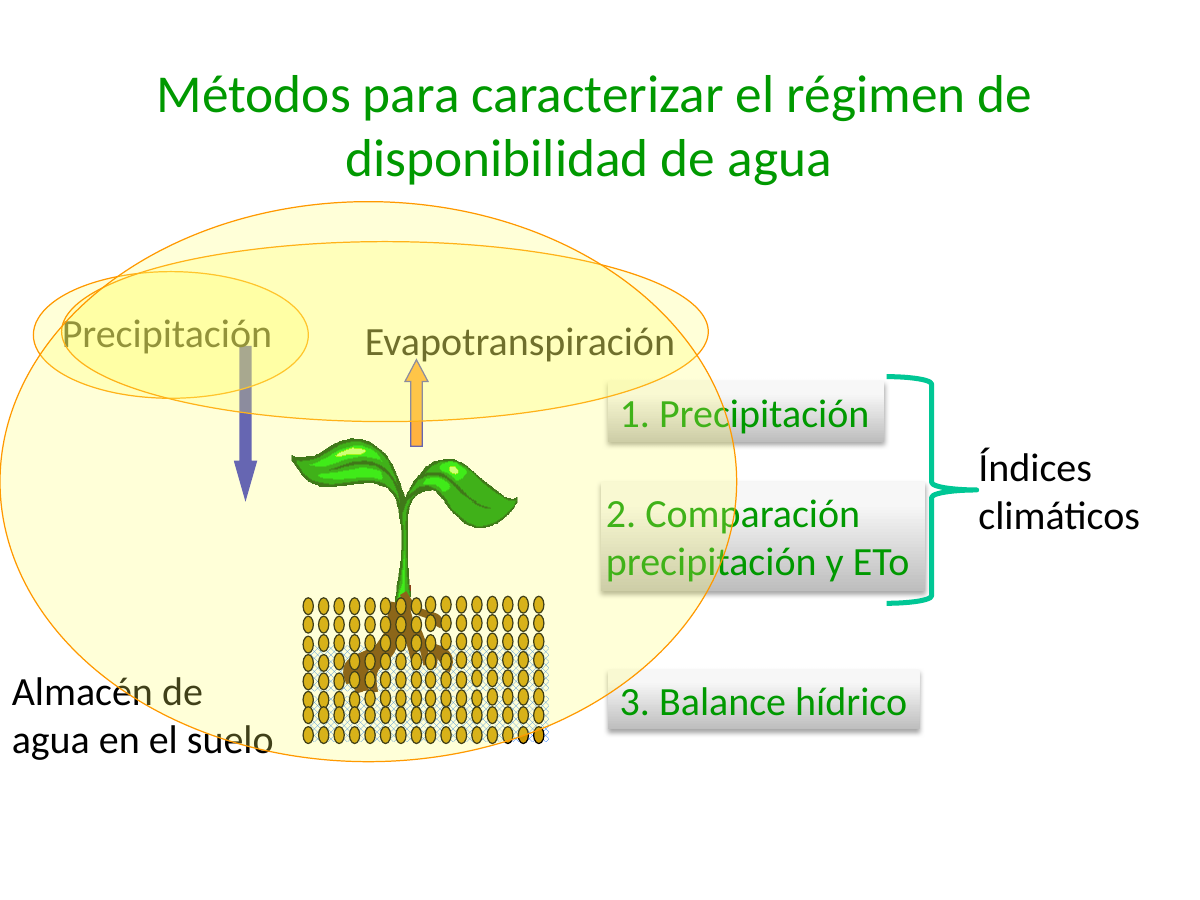 Métodos para caracterizar el régimen de
disponibilidad de agua
Precipitación
Evapotranspiración
1. Precipitación
2. Comparación
precipitación y ETo
Índices
climáticos
3. Balance hídrico
Almacén de
agua en el suelo